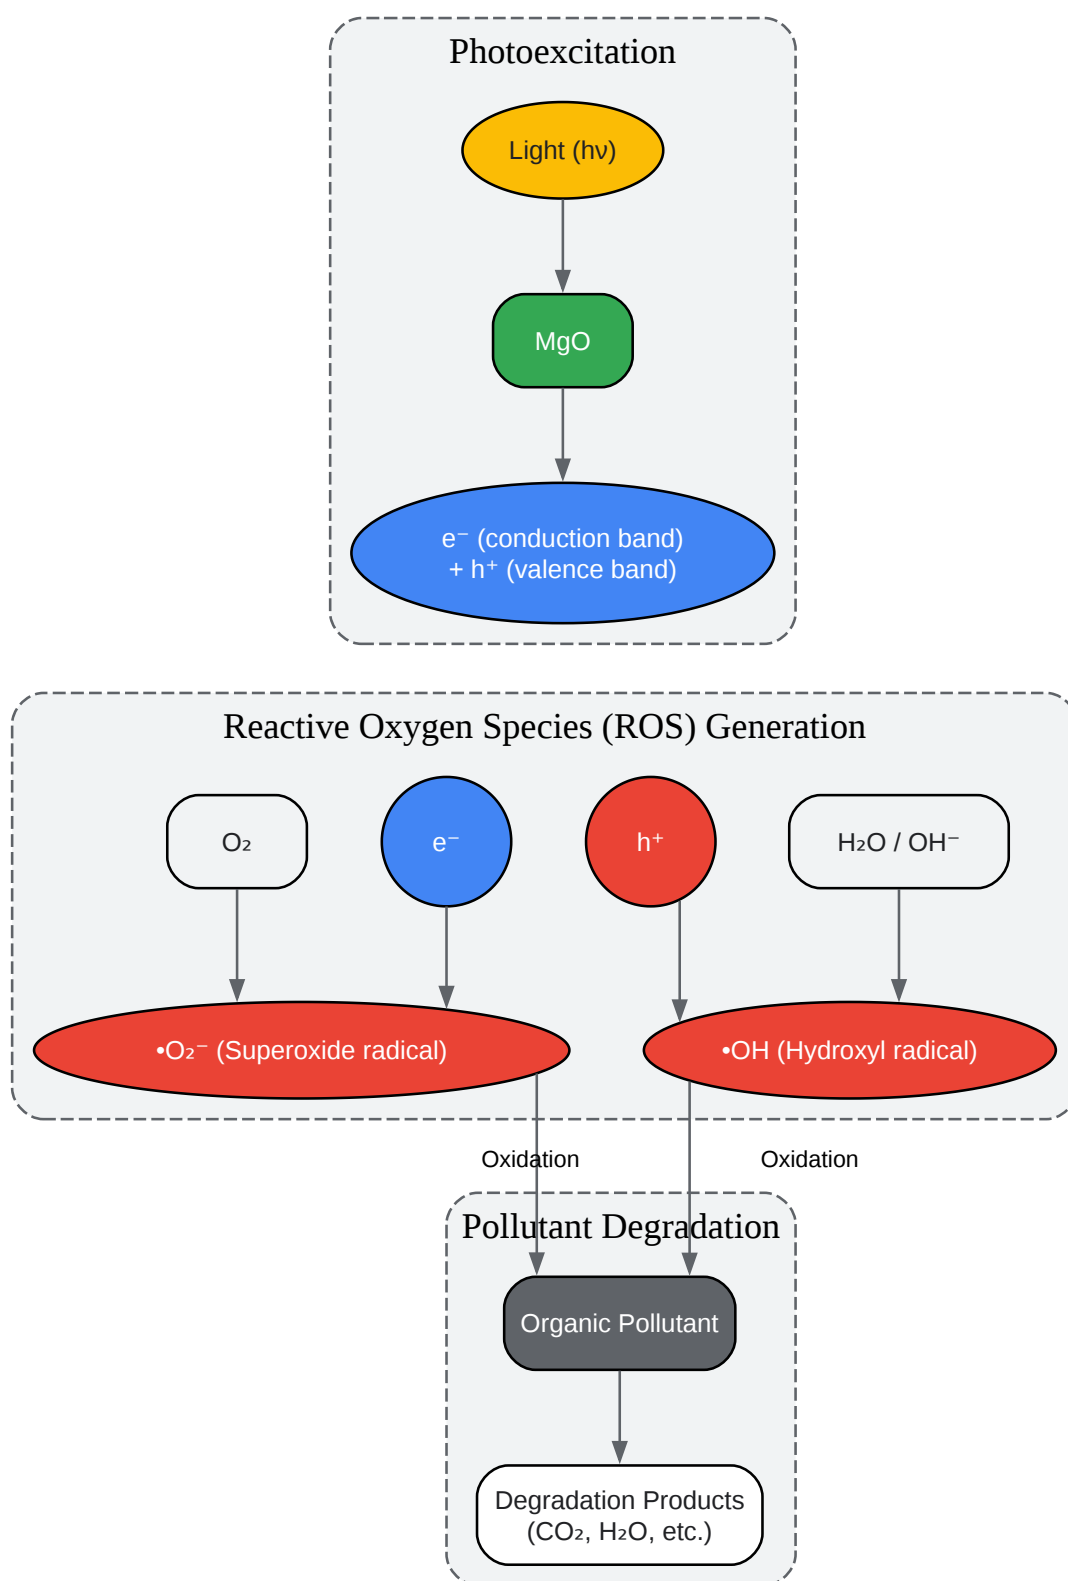 Photoexcitation
Light (hν)
MgO
e⁻ (conduction band)
+ h⁺ (valence band)
Reactive Oxygen Species (ROS) Generation
O₂
e⁻
h⁺
H₂O / OH⁻
•O₂⁻ (Superoxide radical)
•OH (Hydroxyl radical)
Oxidation
Oxidation
Pollutant Degradation
Organic Pollutant
Degradation Products
(CO₂, H₂O, etc.)